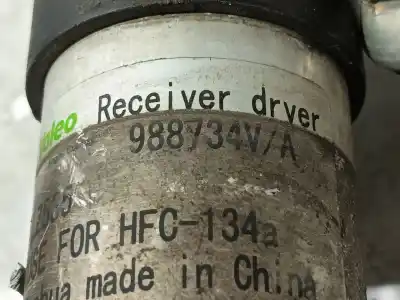 Receiver dryer
988734V/A
FOR HFC-134a
made in China